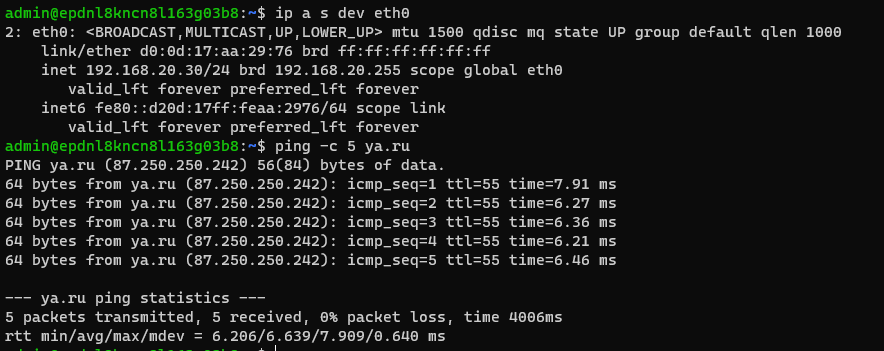 admin@epdnl8kncn8l163g03b8:~$ ip a s dev eth0
2: eth0: <BROADCAST,MULTICAST,UP,LOWER_UP> mtu 1500 qdisc mq state UP group default qlen 1000
    link/ether d0:0d:17:aa:29:76 brd ff:ff:ff:ff:ff:ff
    inet 192.168.20.30/24 brd 192.168.20.255 scope global eth0
       valid_lft forever preferred_lft forever
    inet6 fe80::d20d:17ff:feaa:2976/64 scope link
       valid_lft forever preferred_lft forever
admin@epdnl8kncn8l163g03b8:~$ ping -c 5 ya.ru
PING ya.ru (87.250.250.242) 56(84) bytes of data.
64 bytes from ya.ru (87.250.250.242): icmp_seq=1 ttl=55 time=7.91 ms
64 bytes from ya.ru (87.250.250.242): icmp_seq=2 ttl=55 time=6.27 ms
64 bytes from ya.ru (87.250.250.242): icmp_seq=3 ttl=55 time=6.36 ms
64 bytes from ya.ru (87.250.250.242): icmp_seq=4 ttl=55 time=6.21 ms
64 bytes from ya.ru (87.250.250.242): icmp_seq=5 ttl=55 time=6.46 ms

--- ya.ru ping statistics ---
5 packets transmitted, 5 received, 0% packet loss, time 4006ms
rtt min/avg/max/mdev = 6.206/6.639/7.909/0.640 ms